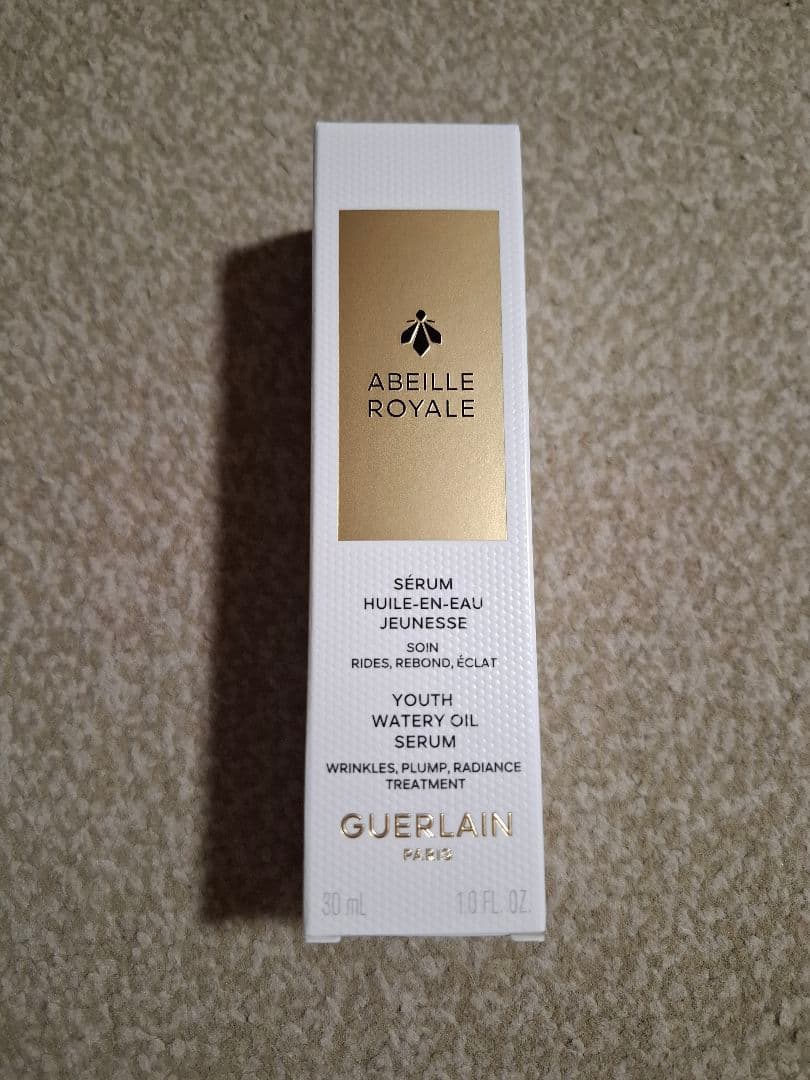 ABEILLE
ROYALE
SÉRUM
HUILE-EN-EAU
JEUNESSE
SOIN
RIDES, REBOND, ÉCLAT
YOUTH
WATERY OIL
SERUM
WRINKLES, PLUMP, RADIANCE
TREATMENT
GUERLAIN
PARIS
30 mL 1.0 FL. OZ.